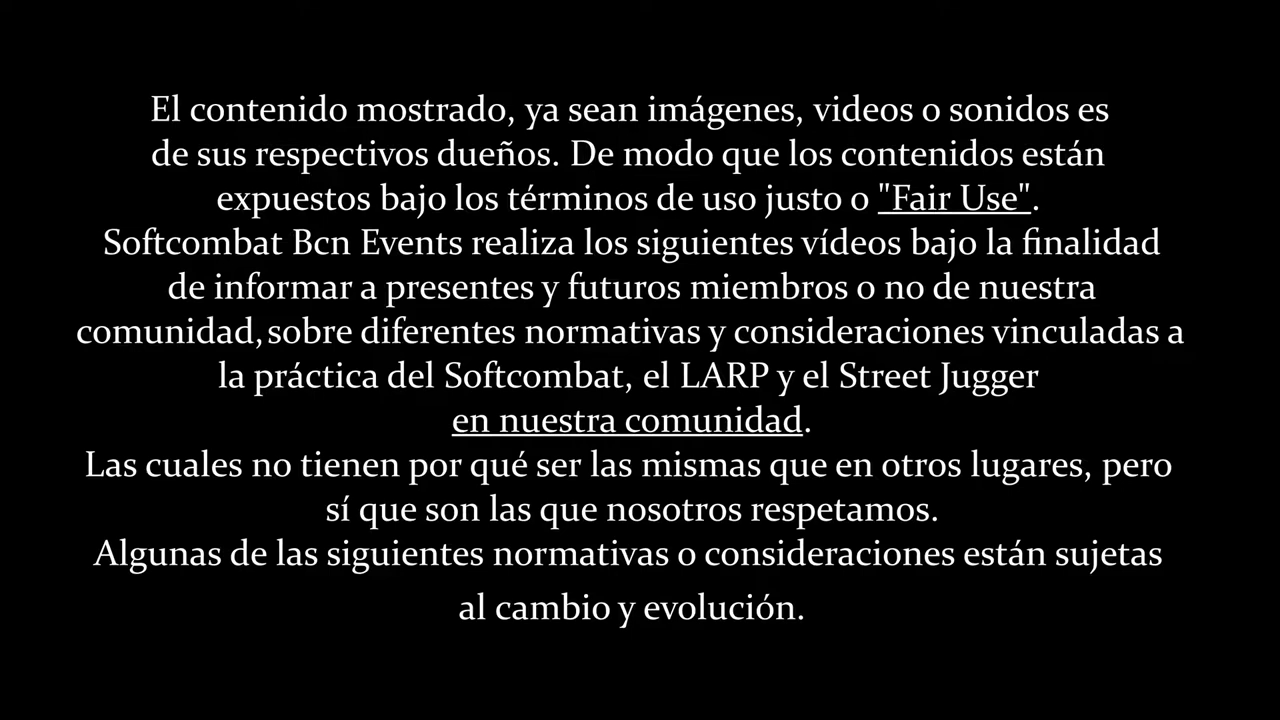 El contenido mostrado, ya sean imágenes, videos o sonidos es
de sus respectivos dueños. De modo que los contenidos están
expuestos bajo los términos de uso justo o "Fair Use".
Softcombat Bcn Events realiza los siguientes vídeos bajo la finalidad
de informar a presentes y futuros miembros o no de nuestra
comunidad, sobre diferentes normativas y consideraciones vinculadas a
la práctica del Softcombat, el LARP y el Street Jugger
en nuestra comunidad.
Las cuales no tienen por qué ser las mismas que en otros lugares, pero
sí que son las que nosotros respetamos.
Algunas de las siguientes normativas o consideraciones están sujetas
al cambio y evolución.